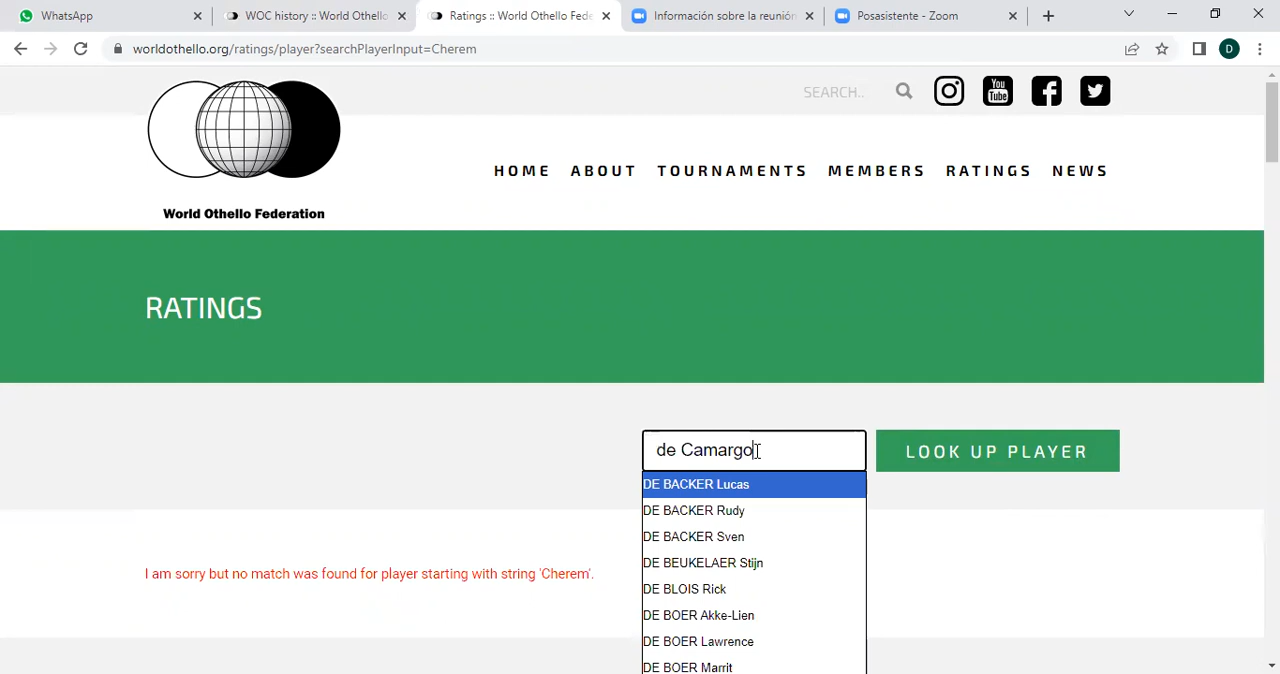 WhatsApp
WOC history :: World Othello
Ratings :: World Othello Fede
Información sobre la reunión
Posasistente - Zoom
worldothello.org/ratings/player?searchPlayerInput=Cherem
D
SEARCH..
You
Tube
HOME ABOUT TOURNAMENTS MEMBERS RATINGS NEWS
World Othello Federation
RATINGS
de Camargo
LOOK UP PLAYER
DE BACKER Lucas
DE BACKER Rudy
DE BACKER Sven
DE BEUKELAER Stijn
DE BLOIS Rick
DE BOER Akke-Lien
DE BOER Lawrence
DE BOER Marrit
I am sorry but no match was found for player starting with string 'Cherem'.